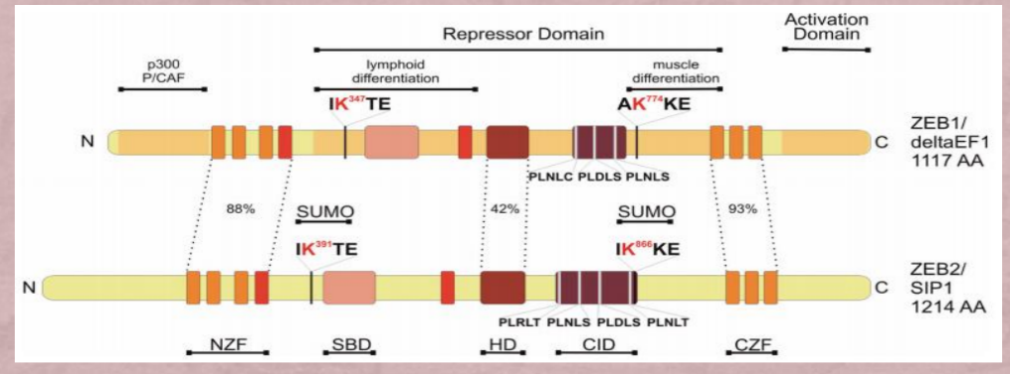 Activation
Domain
Repressor Domain
p300
P/CAF
lymphoid
differentiation
muscle
differentiation
IK347TE
AK774KE
N
C
ZEB1/
deltaEF1
1117 AA
PLNLC PLDLS PLNLS
88%
42%
93%
SUMO
SUMO
IK391TE
IK866KE
N
C
ZEB2/
SIP1
1214 AA
PLRLT PLNLS PLDLS PLNLT
NZF
SBD
HD
CID
CZF